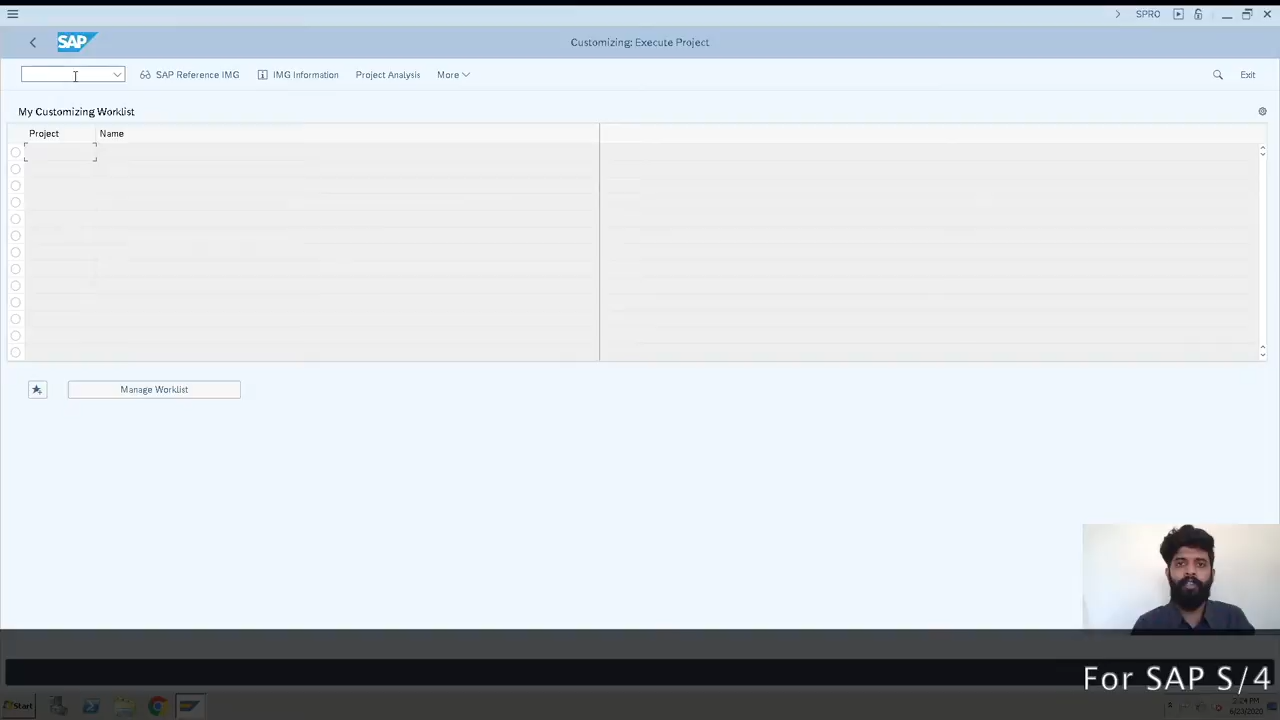 SPRO
SAP
Customizing: Execute Project
SAP Reference IMG
IMG Information
Project Analysis
More
Exit
My Customizing Worklist
Project
Name
Manage Worklist
For SAP S/4
Start